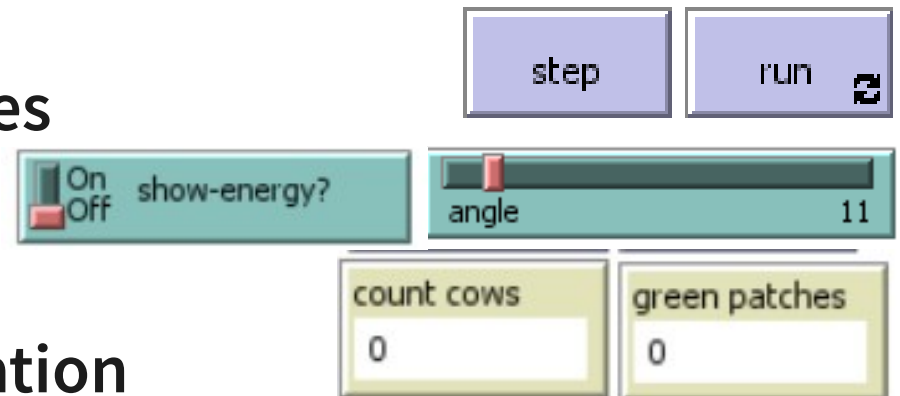 step run
es
On
Off
show-energy?
angle 11
count cows green patches
0 0
ation